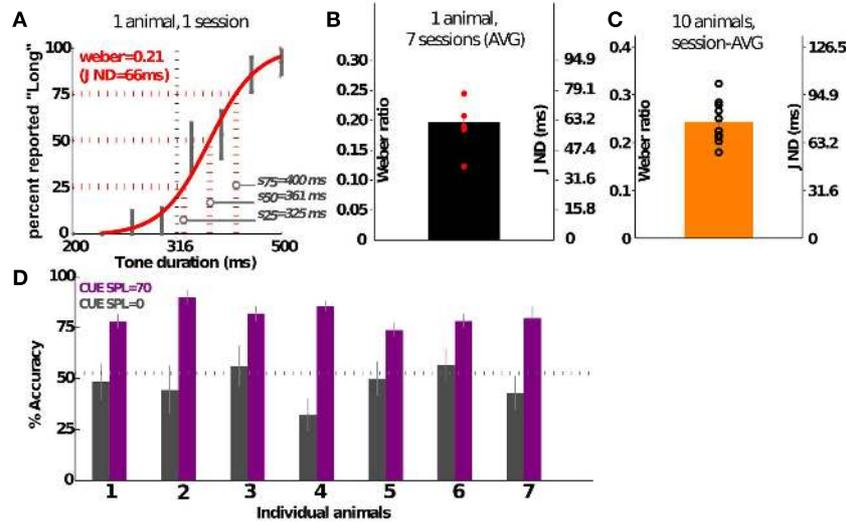 A
1 animal, 1 session
percent reported "Long"
100
75
50
25
0
weber=0.21
(JND=66ms)
s75=400 ms
s50=361 ms
s25=325 ms
200
316
500
Tone duration (ms)
B
1 animal,
7 sessions (AVG)
Weber ratio
0.30
0.25
0.20
0.15
0.10
0.05
0
JND (ms)
94.9
79.1
63.2
47.4
31.6
15.8
0
C
10 animals,
session-AVG
Weber ratio
0.4
0.3
0.2
0.1
0
JND (ms)
126.5
94.9
63.2
31.6
0
D
% Accuracy
100
75
50
25
0
CUE SPL=70
CUE SPL=0
1
2
3
4
5
6
7
Individual animals